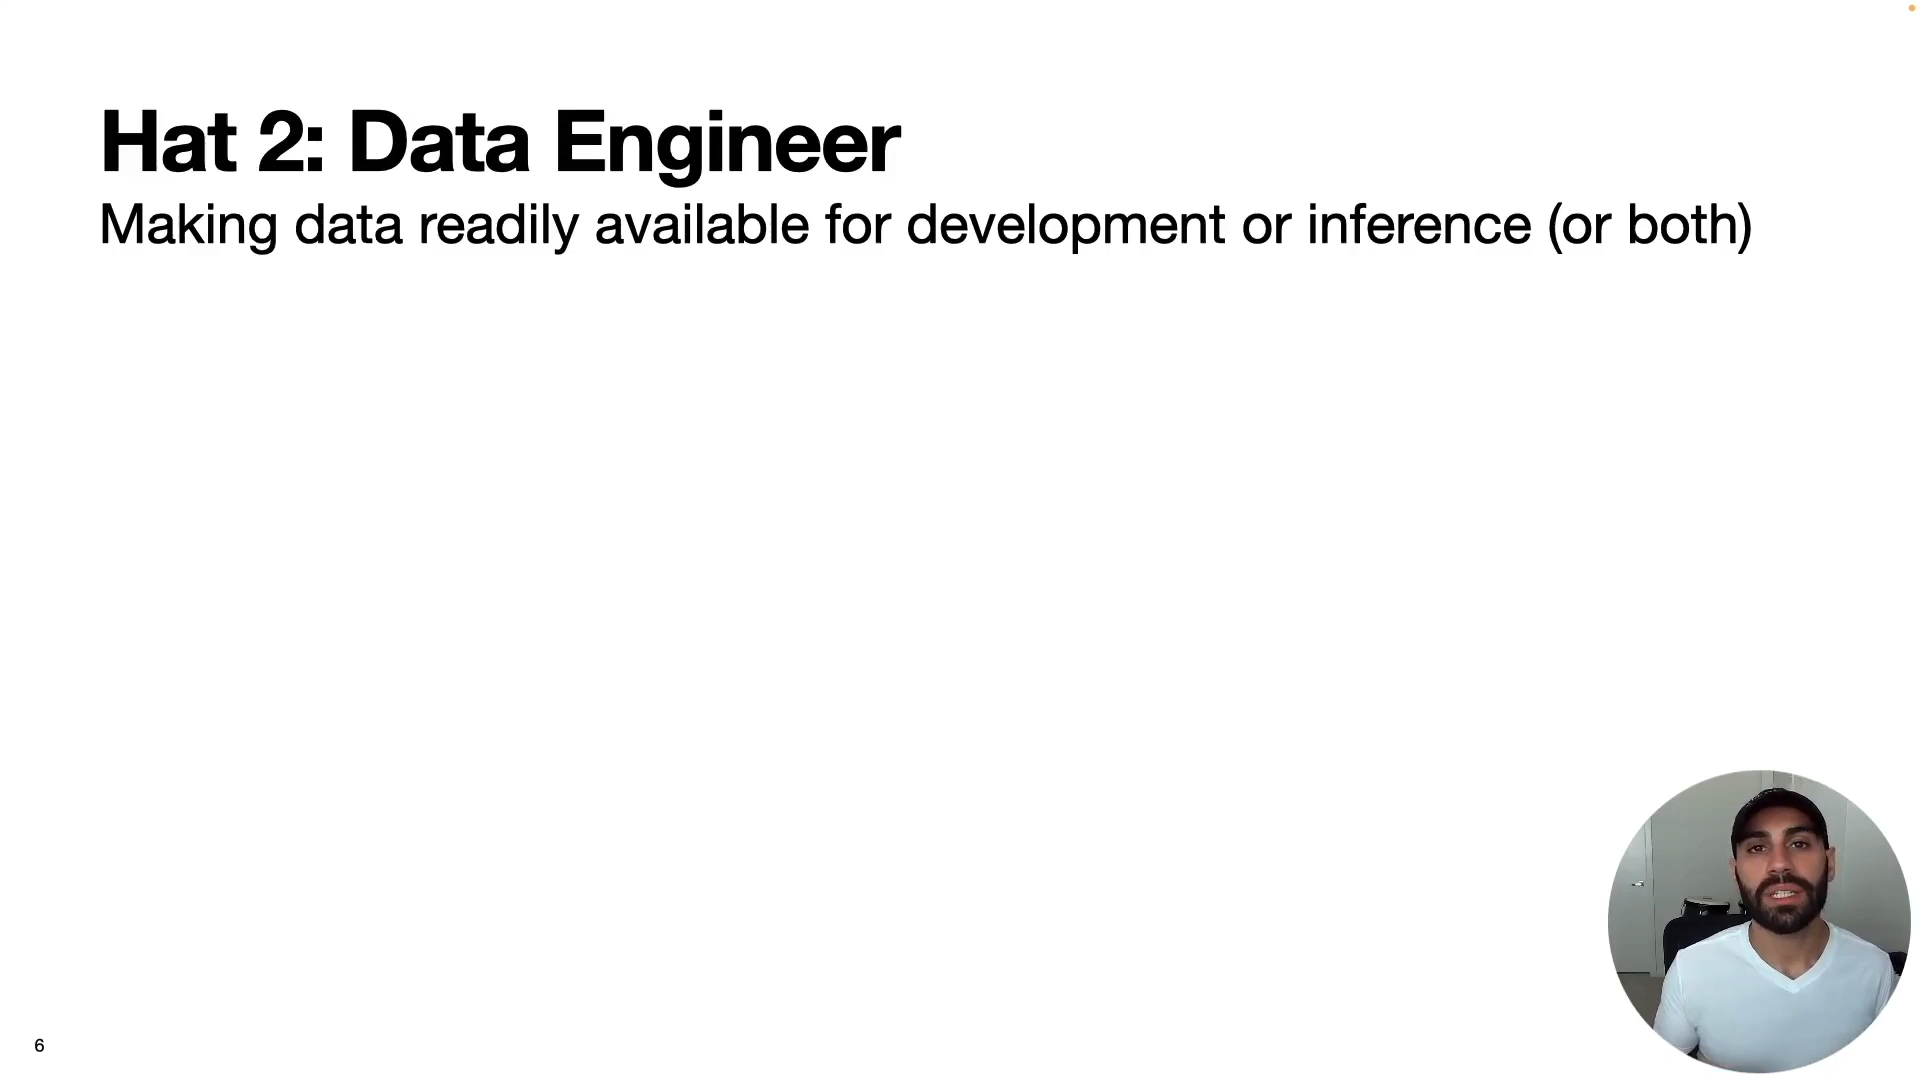 Hat 2: Data Engineer
Making data readily available for development or inference (or both)
6